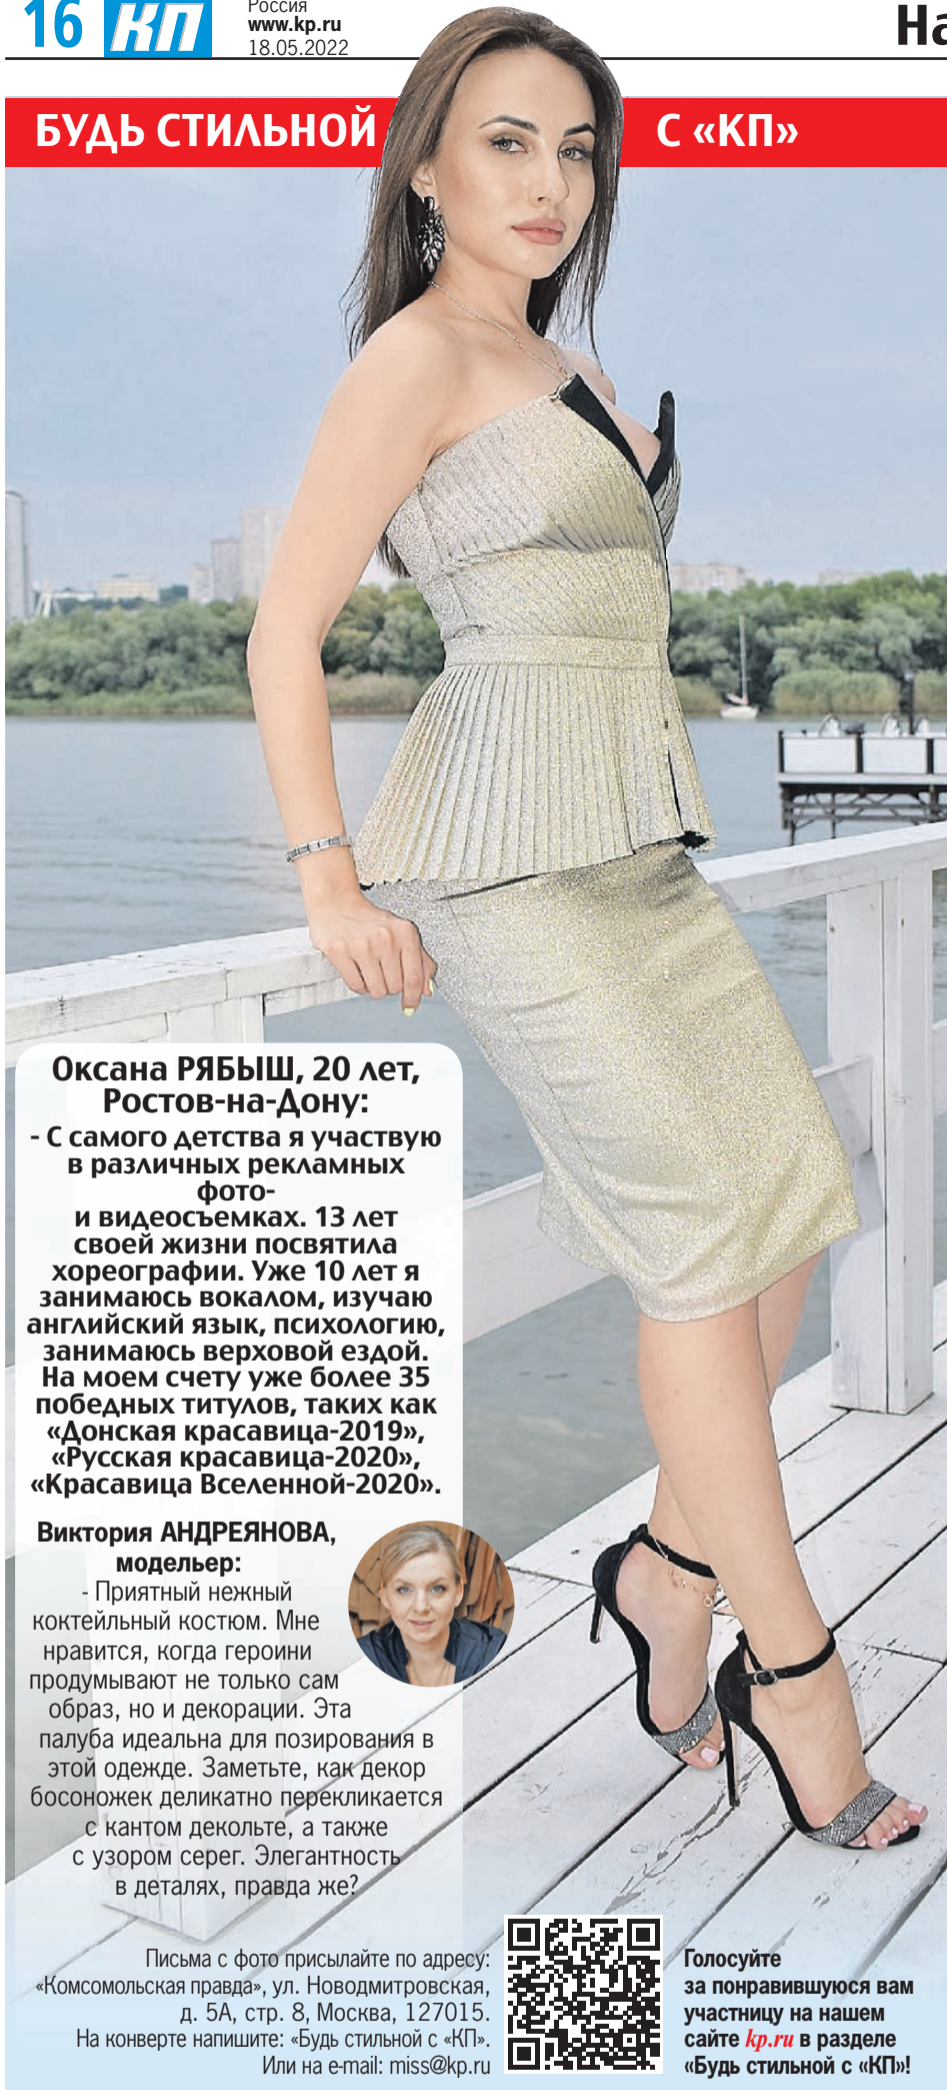 16 КП
Россия
www.kp.ru
18.05.2022
На
БУДЬ СТИЛЬНОЙ С «КП»
Оксана РЯБЫШ, 20 лет,
Ростов-на-Дону:
- С самого детства я участвую
в различных рекламных
фото-
и видеосъемках. 13 лет
своей жизни посвятила
хореографии. Уже 10 лет я
занимаюсь вокалом, изучаю
английский язык, психологию,
занимаюсь верховой ездой.
На моем счету уже более 35
победных титулов, таких как
«Донская красавица-2019»,
«Русская красавица-2020»,
«Красавица Вселенной-2020».
Виктория АНДРЕЯНОВА,
модельер:
- Приятный нежный
коктейльный костюм. Мне
нравится, когда героини
продумывают не только сам
образ, но и декорации. Эта
палуба идеальна для позирования в
этой одежде. Заметьте, как декор
босоножек деликатно перекликается
с кантом декольте, а также
с узором серег. Элегантность
в деталях, правда же?
Письма с фото присылайте по адресу:
«Комсомольская правда», ул. Новодмитровская,
д. 5А, стр. 8, Москва, 127015.
На конверте напишите: «Будь стильной с «КП».
Или на e-mail: miss@kp.ru
Голосуйте
за понравившуюся вам
участницу на нашем
сайте kp.ru в разделе
«Будь стильной с «КП»!